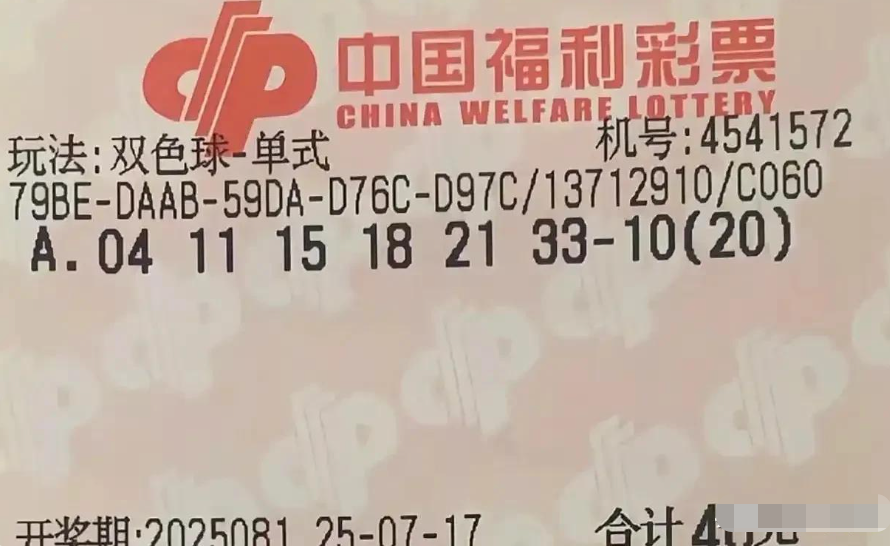 中国福利彩票
CHINA WELFARE LOTTERY
玩法:双色球-单式 机号:4541572
79BE-DAAB-59DA-D76C-D97C/13712910/C060
A. 04 11 15 18 21 33-10(20)
开奖期:2025081 25-07-17 合计4